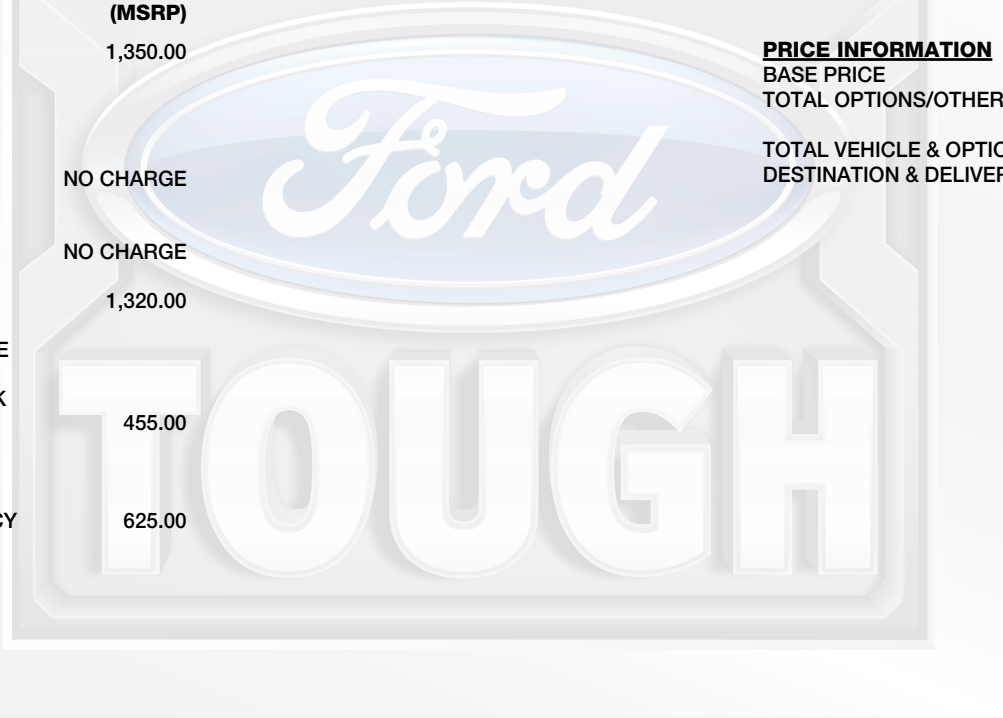 (MSRP)
1,350.00
NO CHARGE
NO CHARGE
1,320.00
E
K
455.00
CY
625.00
PRICE INFORMATION
BASE PRICE
TOTAL OPTIONS/OTHER
TOTAL VEHICLE & OPTIO
DESTINATION & DELIVER
Ford
TOUGH